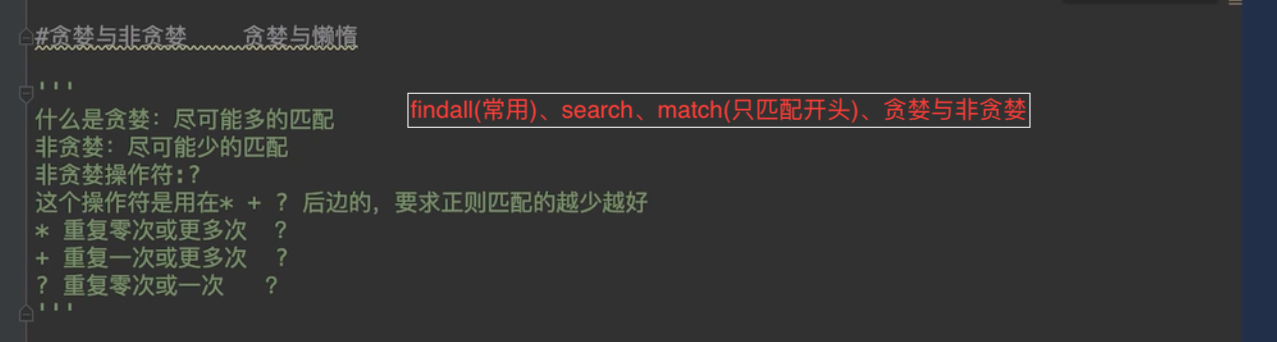 #贪婪与非贪婪 贪婪与懒惰
'''
什么是贪婪：尽可能多的匹配
findall(常用)、search、match(只匹配开头)、贪婪与非贪婪
非贪婪：尽可能少的匹配
非贪婪操作符:?
这个操作符是用在* + ? 后边的，要求正则匹配的越少越好
* 重复零次或更多次 ?
+ 重复一次或更多次 ?
? 重复零次或一次 ?
'''